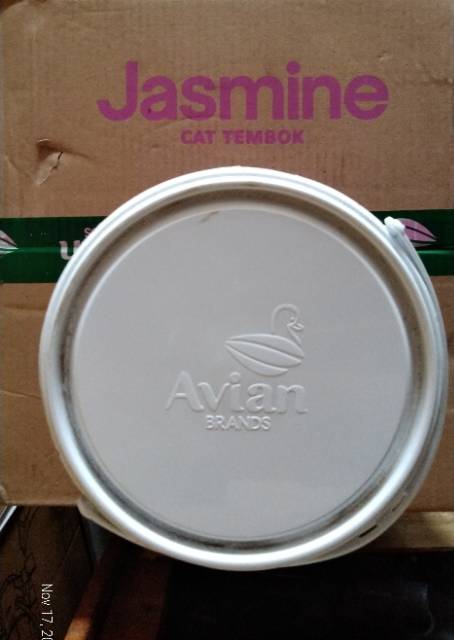 Jasmine
CAT TEMBOK
Avian
BRANDS
Nov 17, 20